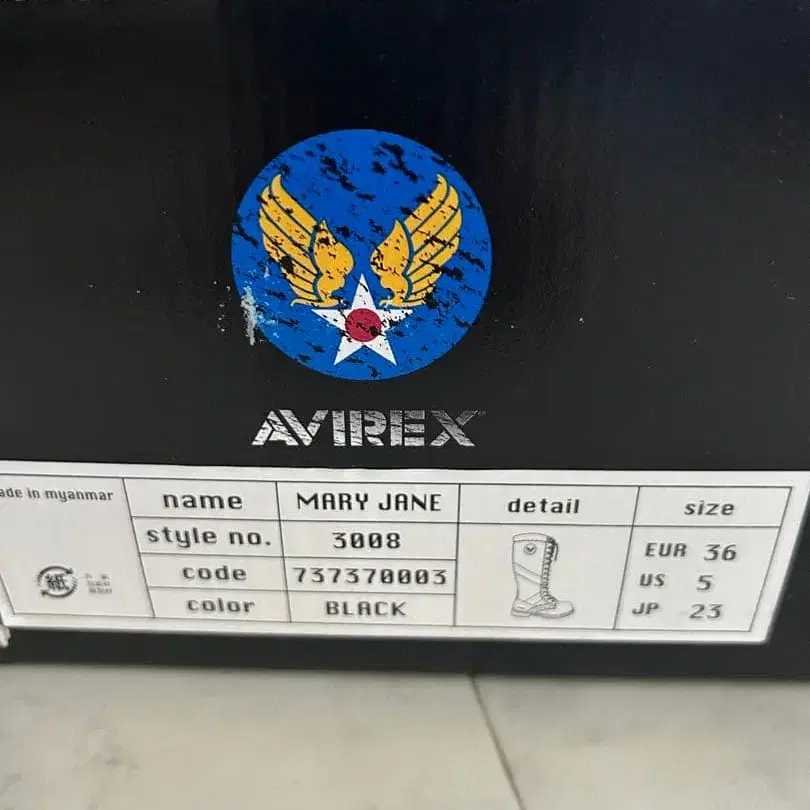 AVIREX
ade in myanmar
name MARY JANE detail size
style no. 3008
code 737370003
color BLACK
EUR 36
US 5
JP 23
紙